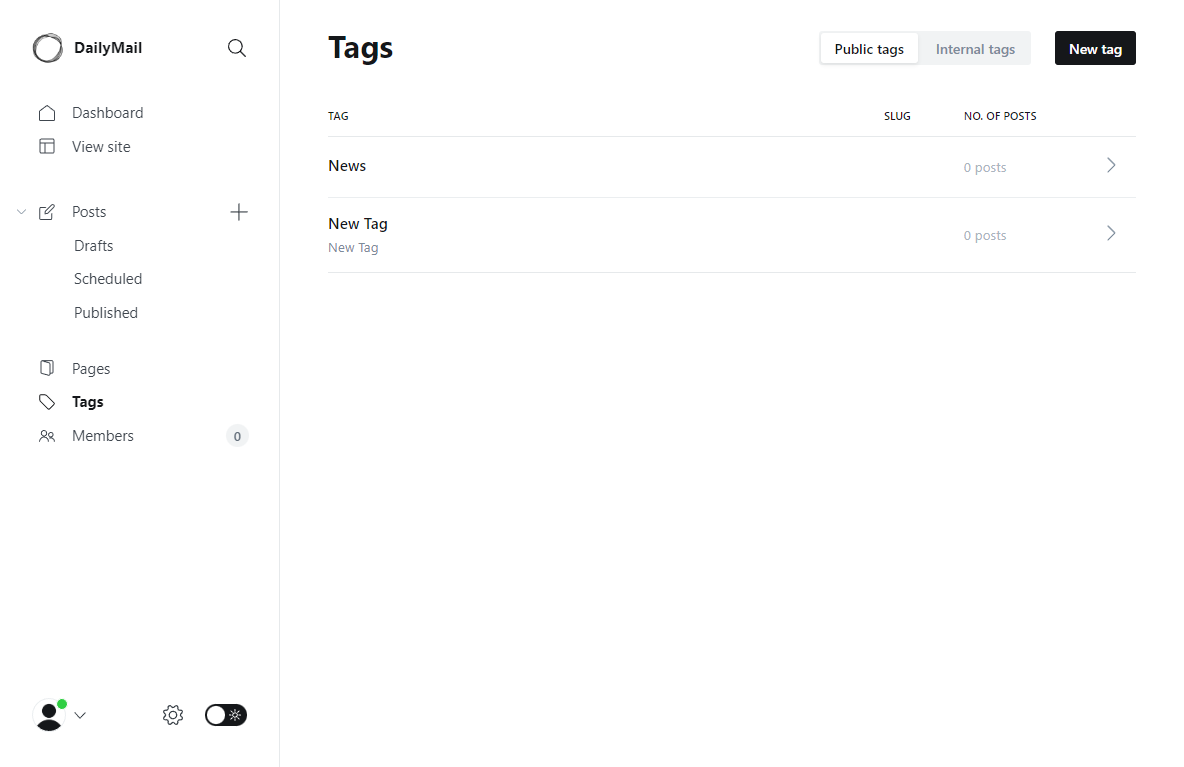 DailyMail
Dashboard
View site
Posts
Drafts
Scheduled
Published
Pages
Tags
Members
0
Tags
Public tags
Internal tags
New tag
TAG
SLUG
NO. OF POSTS
News
0 posts
New Tag
New Tag
0 posts